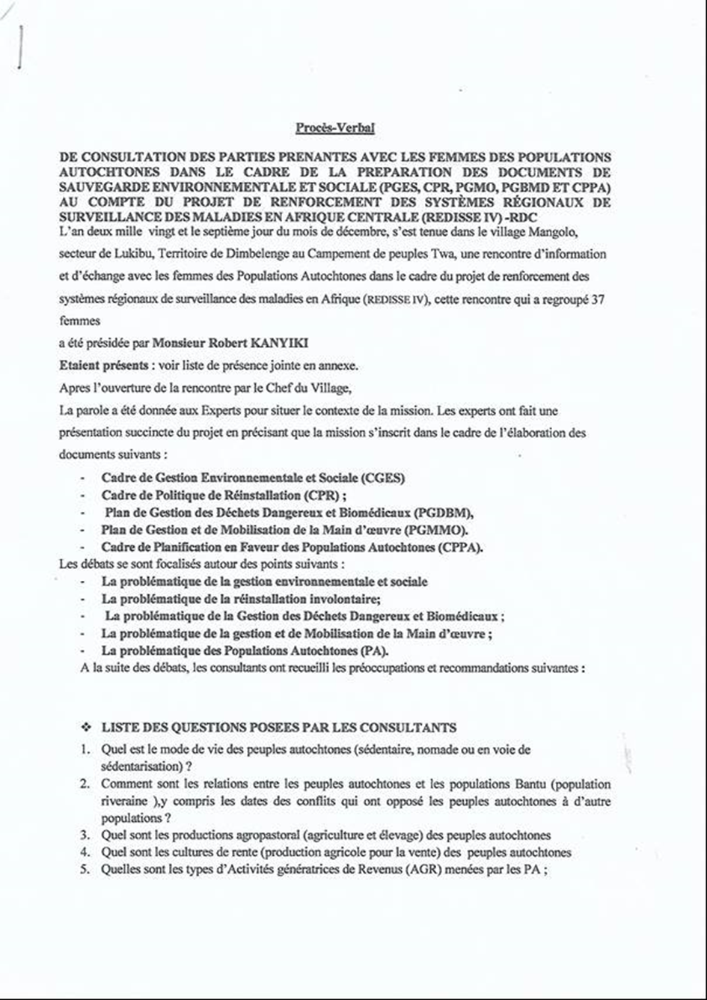 Procès-Verbal
DE CONSULTATION DES PARTIES PRENANTES AVEC LES FEMMES DES POPULATIONS
AUTOCHTONES DANS LE CADRE DE LA PREPARATION DES DOCUMENTS DE
SAUVEGARDE ENVIRONNEMENTALE ET SOCIALE (PGES, CPR, PGMO, PGBMD ET CPPA)
AU COMPTE DU PROJET DE RENFORCEMENT DES SYSTÈMES RÉGIONAUX DE
SURVEILLANCE DES MALADIES EN AFRIQUE CENTRALE (REDISSE IV) -RDC
L'an deux mille vingt et le septième jour du mois de décembre, s'est tenue dans le village Mangolo,
secteur de Lukibu, Territoire de Dimbelenge au Campement de peuples Twa, une rencontre d'information
et d'échange avec les femmes des Populations Autochtones dans le cadre du projet de renforcement des
systèmes régionaux de surveillance des maladies en Afrique (REDISSE IV), cette rencontre qui a regroupé 37
femmes
a été présidée par Monsieur Robert KANYIKI
Etaient présents : voir liste de présence jointe en annexe.
Apres l'ouverture de la rencontre par le Chef du Village,
La parole a été donnée aux Experts pour situer le contexte de la mission. Les experts ont fait une
présentation succincte du projet en précisant que la mission s'inscrit dans le cadre de l'élaboration des
documents suivants :
- Cadre de Gestion Environnementale et Sociale (CGES)
- Cadre de Politique de Réinstallation (CPR) ;
- Plan de Gestion des Déchets Dangereux et Biomédicaux (PGDBM),
- Plan de Gestion et de Mobilisation de la Main d'œuvre (PGMMO).
- Cadre de Planification en Faveur des Populations Autochtones (CPPA).
Les débats se sont focalisés autour des points suivants :
- La problématique de la gestion environnementale et sociale
- La problématique de la réinstallation involontaire;
- La problématique de la Gestion des Déchets Dangereux et Biomédicaux ;
- La problématique de la gestion et de Mobilisation de la Main d'œuvre ;
- La problématique des Populations Autochtones (PA).
A la suite des débats, les consultants ont recueilli les préoccupations et recommandations suivantes :
❖ LISTE DES QUESTIONS POSEES PAR LES CONSULTANTS
1. Quel est le mode de vie des peuples autochtones (sédentaire, nomade ou en voie de
sédentarisation) ?
2. Comment sont les relations entre les peuples autochtones et les populations Bantu (population
riveraine ),y compris les dates des conflits qui ont opposé les peuples autochtones à d'autre
populations ?
3. Quel sont les productions agropastoral (agriculture et élevage) des peuples autochtones
4. Quel sont les cultures de rente (production agricole pour la vente) des peuples autochtones
5. Quelles sont les types d'Activités génératrices de Revenus (AGR) menées par les PA ;